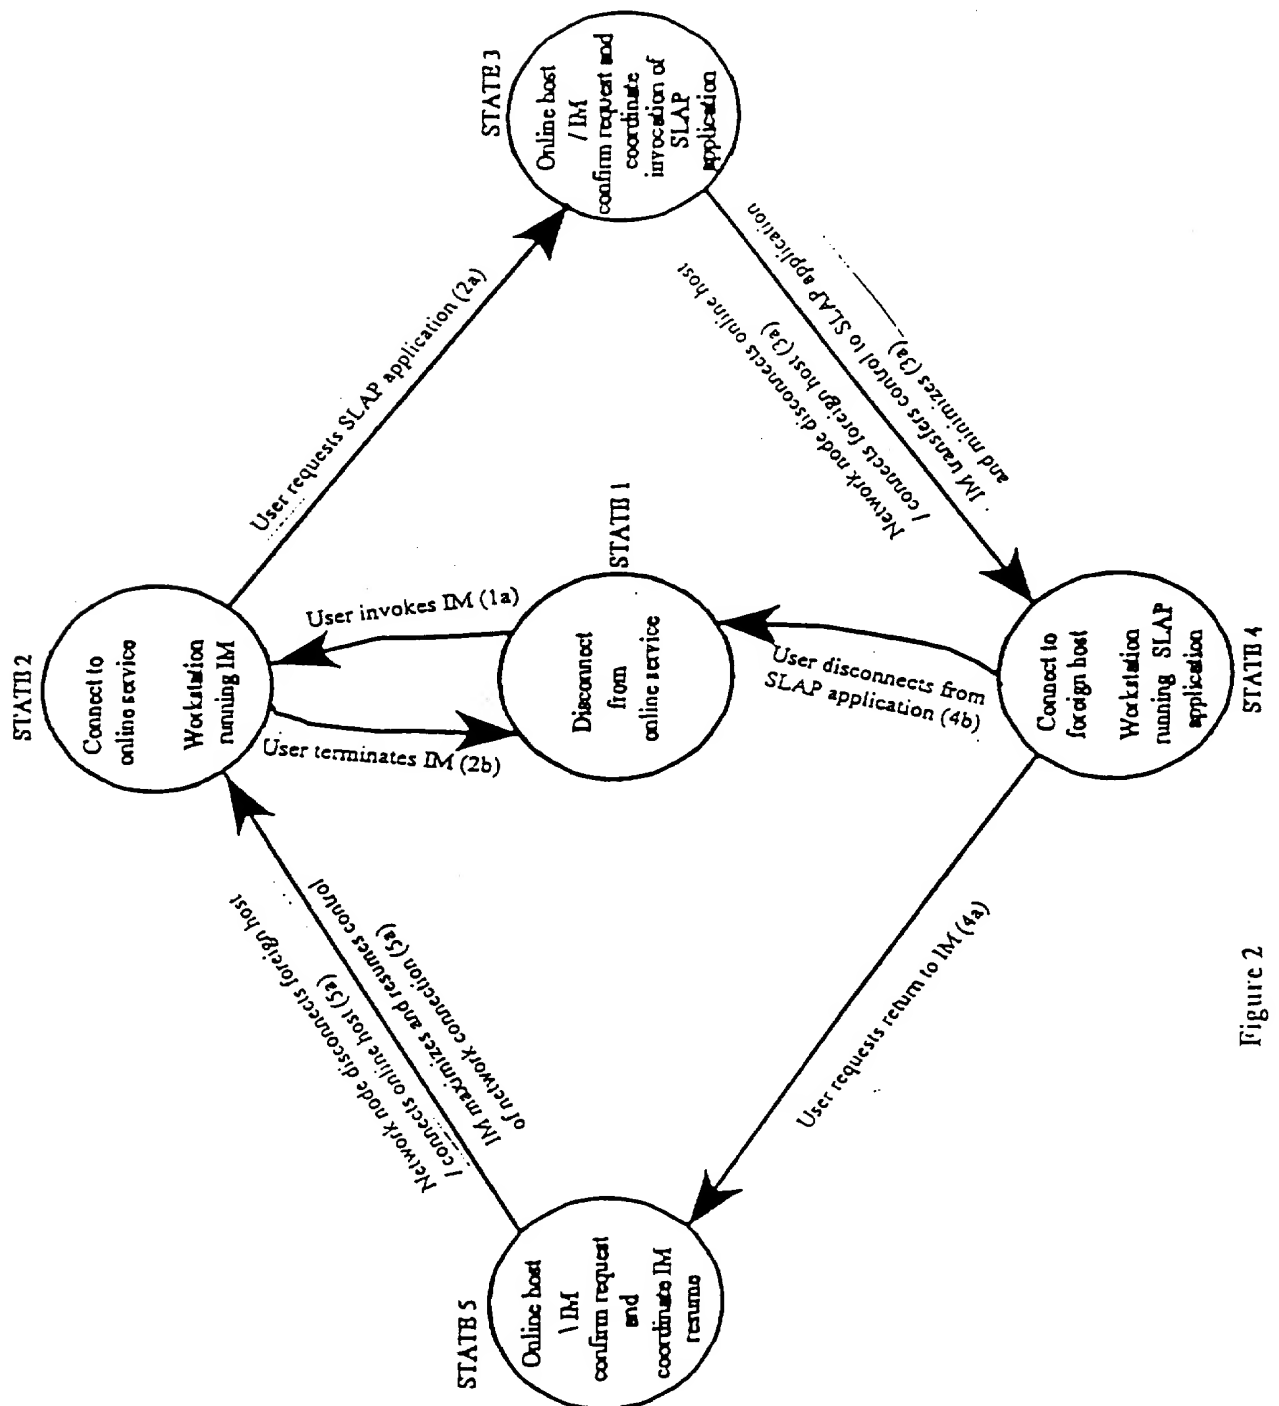 STATE 2
Connect to
online service
Workstation
running IM
User requests SLAP application (2a)
STATE 3
Online host
/ IM
confirm request and
coordinate
invocation of
SLAP
application
IM transfers control to SLAP application
and minimizes (3a)
Network node disconnects online host
/ connects foreign host (3a)
User invokes IM (1a)
User terminates IM (2b)
STATE 1
Disconnect
from
online service
User disconnects from
SLAP application (4b)
Connect to
foreign host
Workstation
running SLAP
application
STATE 4
User requests return to IM (4a)
STATE 5
Online host
\ IM
confirm request
and
coordinate IM
resume
Network node disconnects foreign host
/ connects online host (5a)
IM maximizes and resumes control
of network connection (5a)
Figure 2